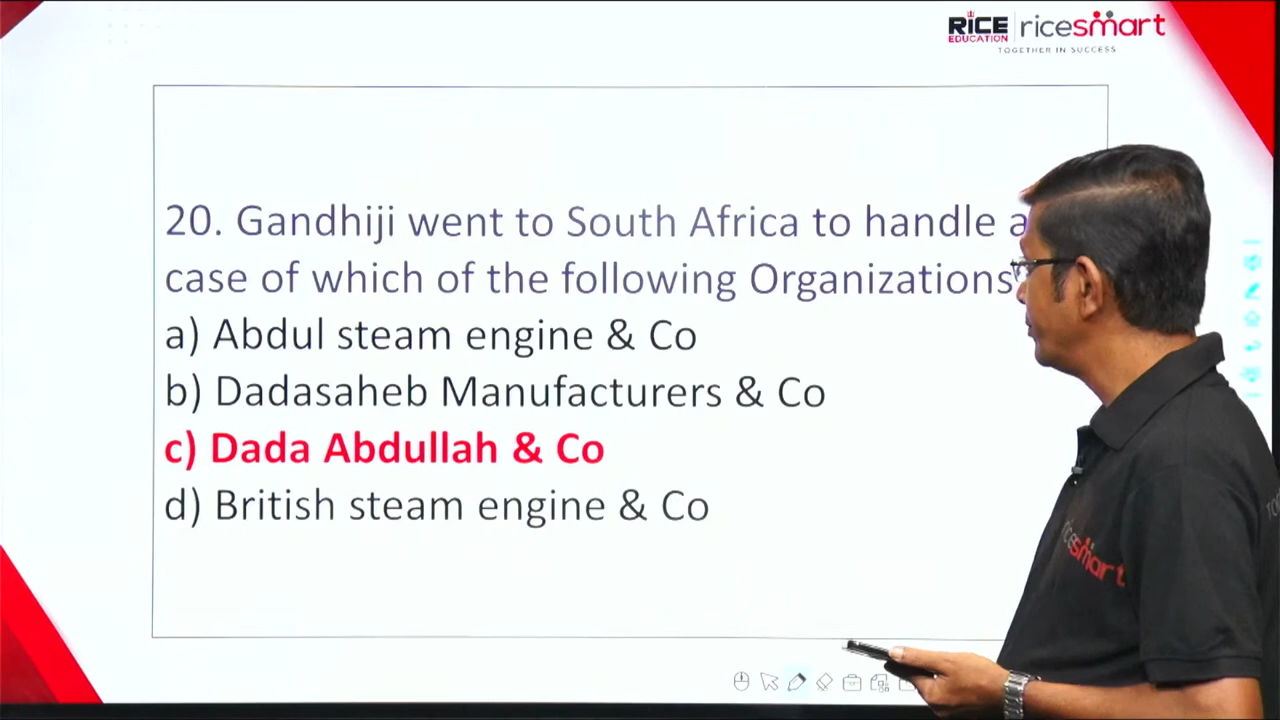 RICE
EDUCATION
ricesmart
TOGETHER IN SUCCESS
20. Gandhiji went to South Africa to handle a
case of which of the following Organizations
a) Abdul steam engine & Co
b) Dadasaheb Manufacturers & Co
c) Dada Abdullah & Co
d) British steam engine & Co
ricesmart